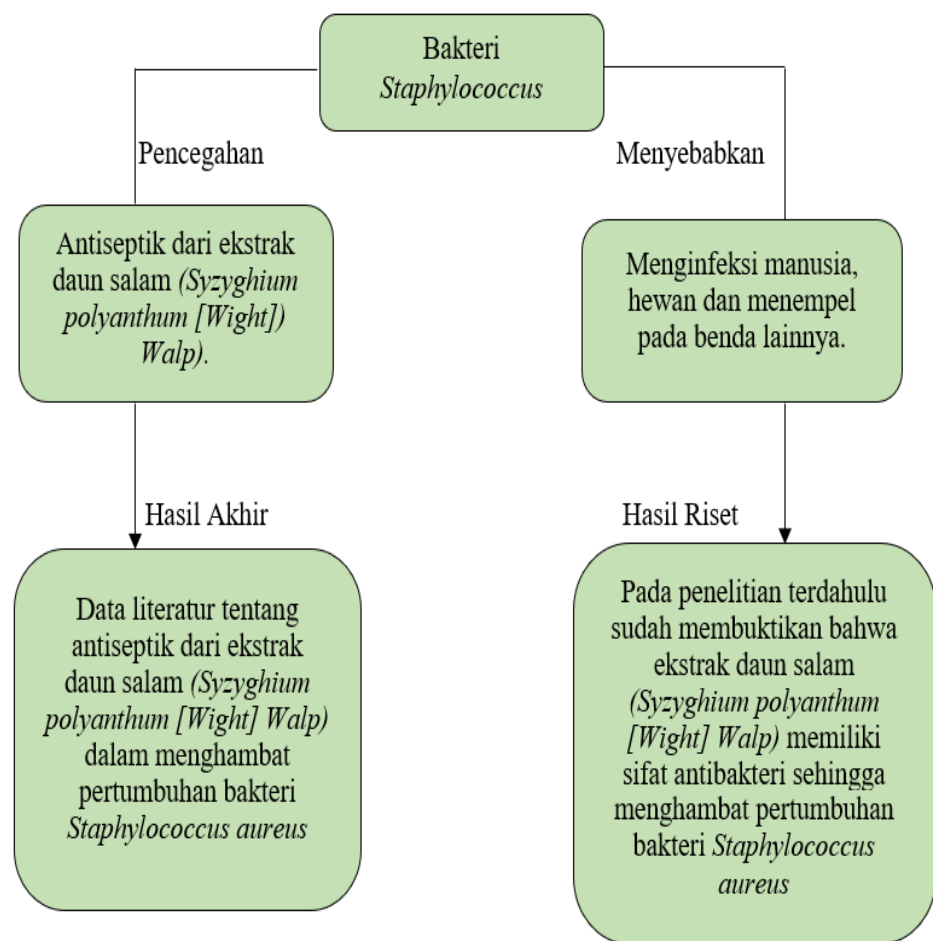 Bakteri
Staphylococcus
Pencegahan
Menyebabkan
Antiseptik dari ekstrak
daun salam (Syzyghium
polyanthum [Wight])
Walp).
Menginfeksi manusia,
hewan dan menempel
pada benda lainnya.
Hasil Akhir
Hasil Riset
Data literatur tentang
antiseptik dari ekstrak
daun salam (Syzyghium
polyanthum [Wight] Walp)
dalam menghambat
pertumbuhan bakteri
Staphylococcus aureus
Pada penelitian terdahulu
sudah membuktikan bahwa
ekstrak daun salam
(Syzyghium polyanthum
[Wight] Walp) memiliki
sifat antibakteri sehingga
menghambat pertumbuhan
bakteri Staphylococcus
aureus